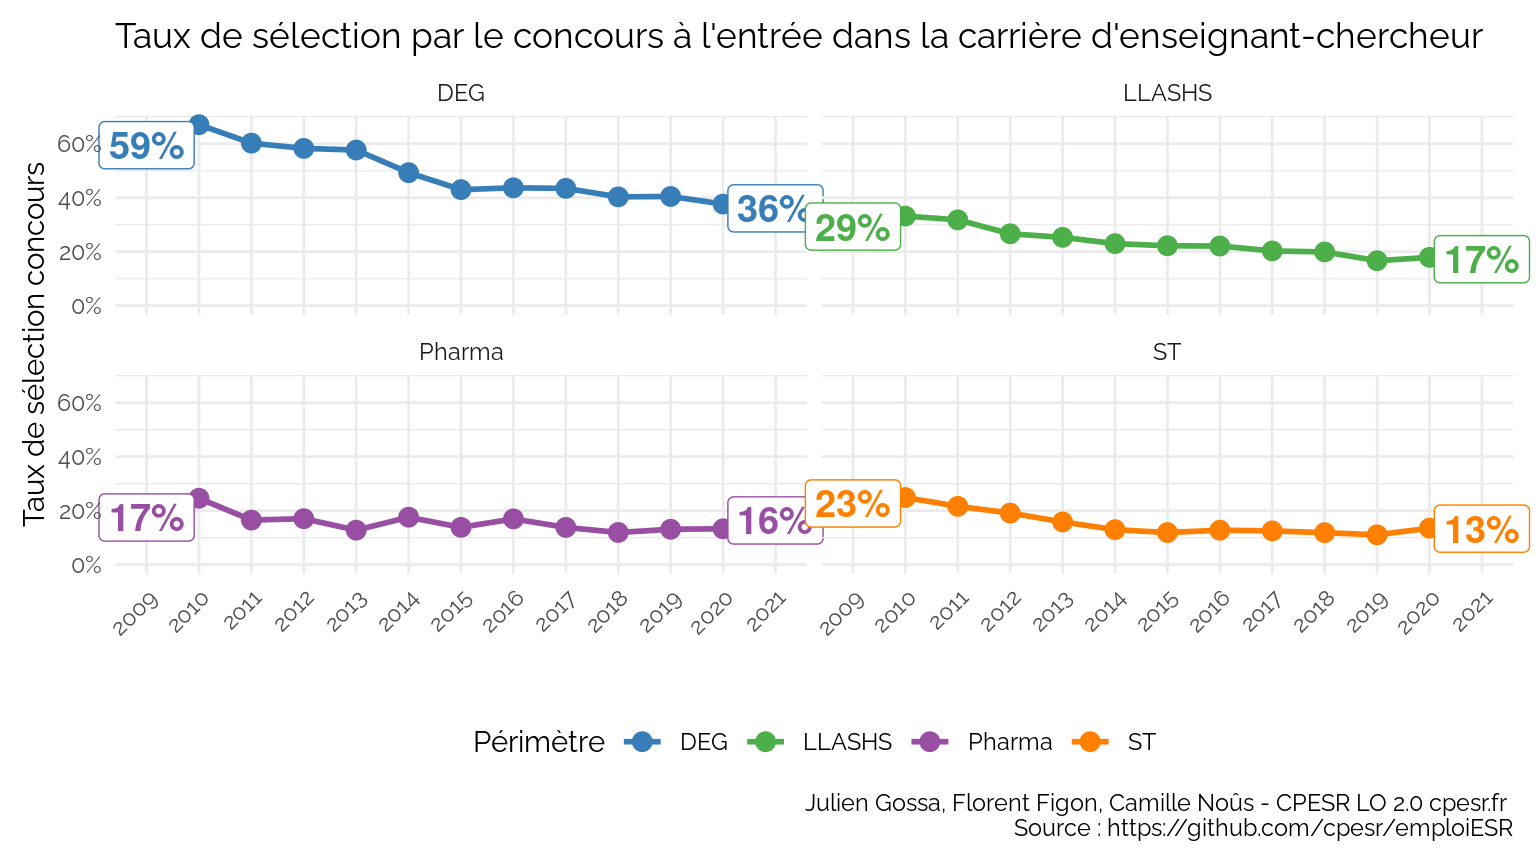 Taux de sélection par le concours à l'entrée dans la carrière d'enseignant-chercheur
DEG
LLASHS
Taux de sélection concours
60%
40%
20%
0%
59%
36%
29%
17%
Pharma
ST
60%
40%
20%
0%
17%
16%
23%
13%
2009 2010 2011 2012 2013 2014 2015 2016 2017 2018 2019 2020 2021
2009 2010 2011 2012 2013 2014 2015 2016 2017 2018 2019 2020 2021
Périmètre DEG LLASHS Pharma ST
Julien Gossa, Florent Figon, Camille Noûs - CPESR LO 2.0 cpesr.fr
Source : https://github.com/cpesr/emploiESR